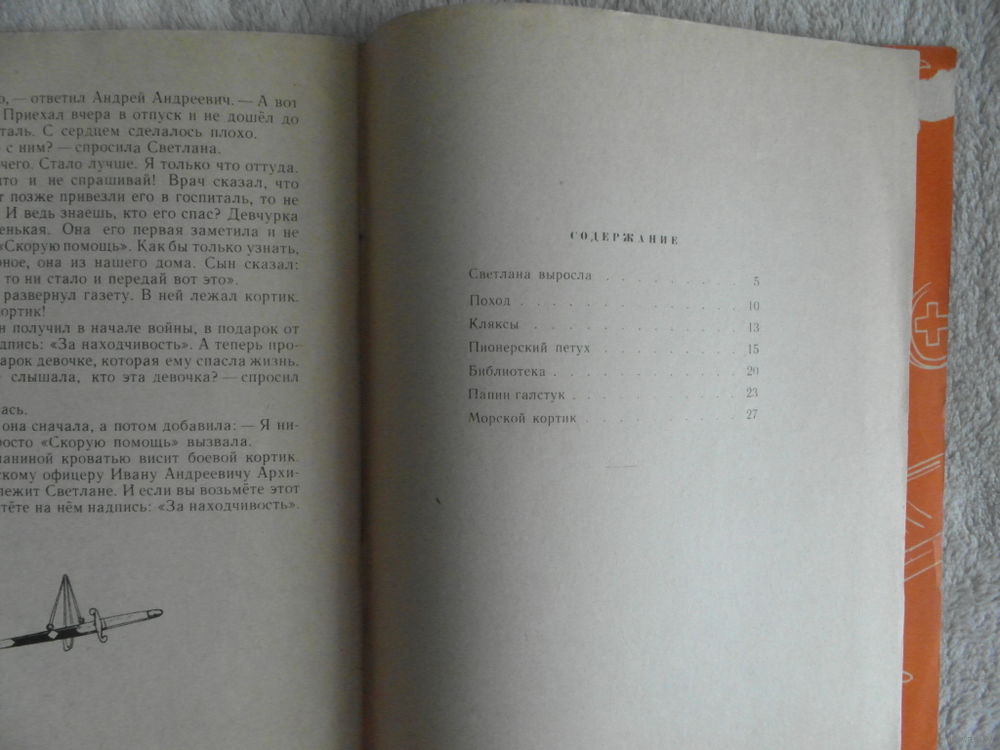 — ответил Андрей Андреевич. — А вот
Приехал вчера в отпуск и не дошёл до
таль. С сердцем сделалось плохо.
с ним? — спросила Светлана.
чего. Стало лучше. Я только что оттуда.
что и не спрашивай! Врач сказал, что
позже привезли его в госпиталь, то не
И ведь знаешь, кто его спас? Девчурка
енькая. Она его первая заметила и не
«Скорую помощь». Как бы только узнать,
рное, она из нашего дома. Сын сказал:
то ни стало и передай вот это».
развернул газету. В ней лежал кортик.
ортик!
н получил в начале войны, в подарок от
дпись: «За находчивость». А теперь про-
дарок девочке, которая ему спасла жизнь.
слышала, кто эта девочка? — спросил
ась.
она сначала, а потом добавила: — Я ни-
росто «Скорую помощь» вызвала.
ланиной кроватью висит боевой кортик.
скому офицеру Ивану Андреевичу Архи-
лежит Светлане. И если вы возьмёте этот
тёте на нём надпись: «За находчивость».
СОДЕРЖАНИЕ
Светлана выросла . . . . . . . . 5
Поход . . . . . . . . . . . . . 10
Кляксы . . . . . . . . . . . . 13
Пионерский петух . . . . . . . . 15
Библиотека . . . . . . . . . . . 20
Папин галстук . . . . . . . . . . 23
Морской кортик . . . . . . . . . 27